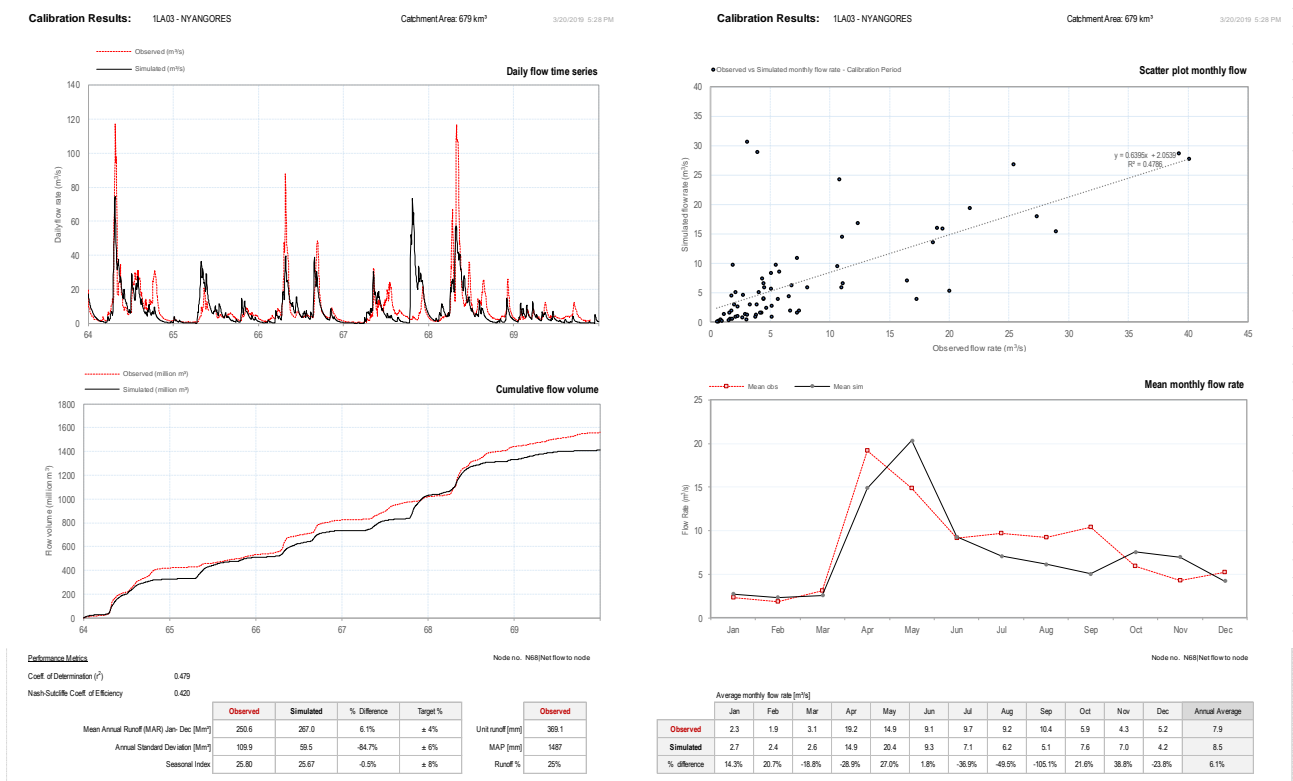 Calibration Results: 1LA03 - NYANGORES Catchment Area: 679 km³ 3/20/2019 5:28 PM
Observed (m³/s)
Simulated (m³/s)
Daily flow time series
Daily flow rate (m³/s)
140
120
100
80
60
40
20
0
64 65 66 67 68 69
Observed (million m³)
Simulated (million m³)
Cumulative flow volume
Flow volume (million m³)
1800
1600
1400
1200
1000
800
600
400
200
0
64 65 66 67 68 69
Performance Metrics
Node no. N68|Net flow to node
Coeff. of Determination (r²) 0.479
Nash-Sutcliffe Coeff. of Efficiency 0.420
Observed Simulated % Difference Target % Observed
Mean Annual Runoff (MAR) Jan- Dec [Mm³] 250.6 267.0 6.1% ± 4% Unit runoff [mm] 369.1
Annual Standard Deviation [Mm³] 109.9 59.5 -84.7% ± 6% MAP [mm] 1487
Seasonal Index 25.80 25.67 -0.5% ± 8% Runoff % 25%
Calibration Results: 1LA03 - NYANGORES Catchment Area: 679 km³ 3/20/2019 5:28 PM
Observed vs Simulated monthly flow rate - Calibration Period
Scatter plot monthly flow
Simulated flow rate (m³/s)
40
35
30
25
20
15
10
5
0
y = 0.6395x + 2.0539
R² = 0.4786
0 5 10 15 20 25 30 35 40 45
Observed flow rate (m³/s)
Mean obs Mean sim
Mean monthly flow rate
Flow Rate (m³/s)
25
20
15
10
5
0
Jan Feb Mar Apr May Jun Jul Aug Sep Oct Nov Dec
Node no. N68|Net flow to node
Average monthly flow rate [m³/s]
Jan Feb Mar Apr May Jun Jul Aug Sep Oct Nov Dec Annual Average
Observed 2.3 1.9 3.1 19.2 14.9 9.1 9.7 9.2 10.4 5.9 4.3 5.2 7.9
Simulated 2.7 2.4 2.6 14.9 20.4 9.3 7.1 6.2 5.1 7.6 7.0 4.2 8.5
% difference 14.3% 20.7% -18.8% -28.9% 27.0% 1.8% -36.9% -49.5% -105.1% 21.6% 38.8% -23.8% 6.1%